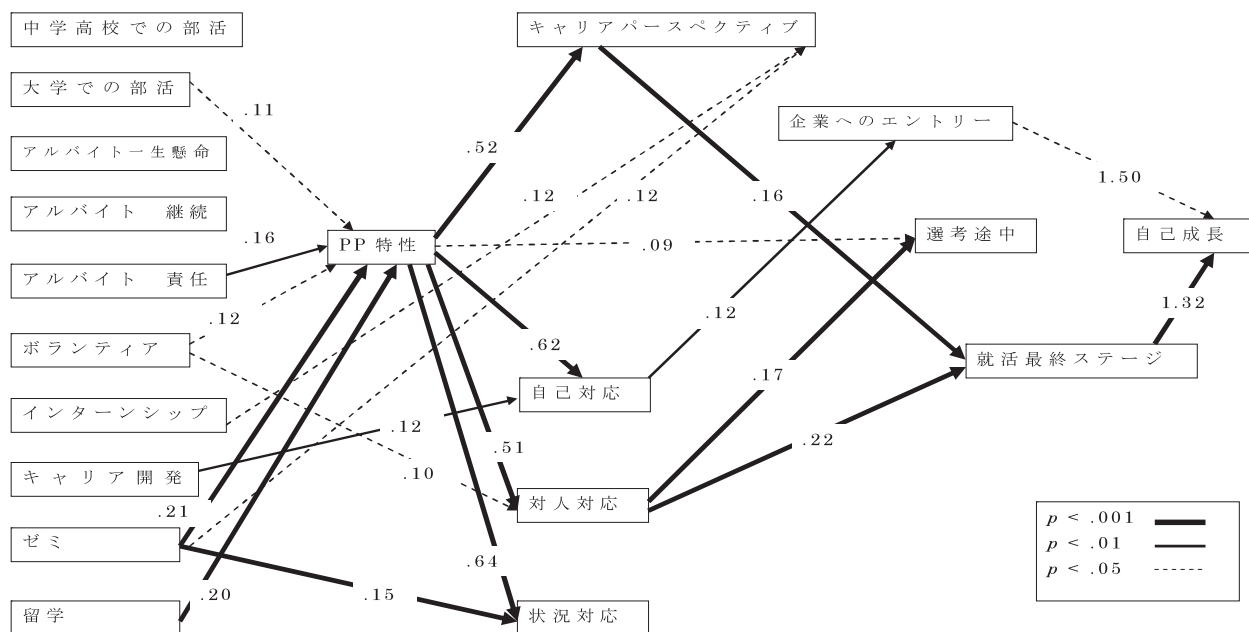 中学高校での部活
キャリアパースペクティブ
大学での部活
.11
企業へのエントリー
アルバイト一生懸命
.52
1.50
アルバイト　継続
.12
.12
.16
.16
PP特性
.09
選考途中
自己成長
アルバイト　責任
1.32
.12
.12
ボランティア
.62
就活最終ステージ
自己対応
.17
インターンシップ
.12
.51
.22
キャリア開発
.10
対人対応
.21
p < .001
ゼミ
p < .01
.64
p < .05
.20
.15
留学
状況対応